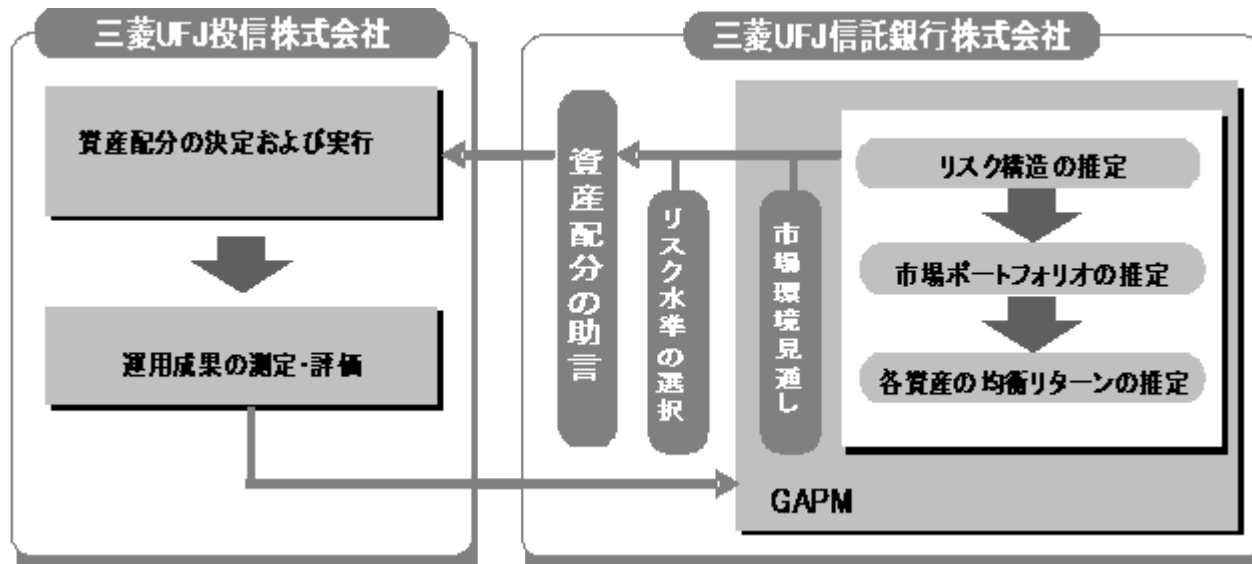 三菱UFJ投信株式会社
資産配分の決定および実行
運用成果の測定・評価
三菱UFJ信託銀行株式会社
資産配分の助言
リスク水準の選択
市場環境見通し
リスク構造の推定
市場ポートフォリオの推定
各資産の均衡リターンの推定
GAPM